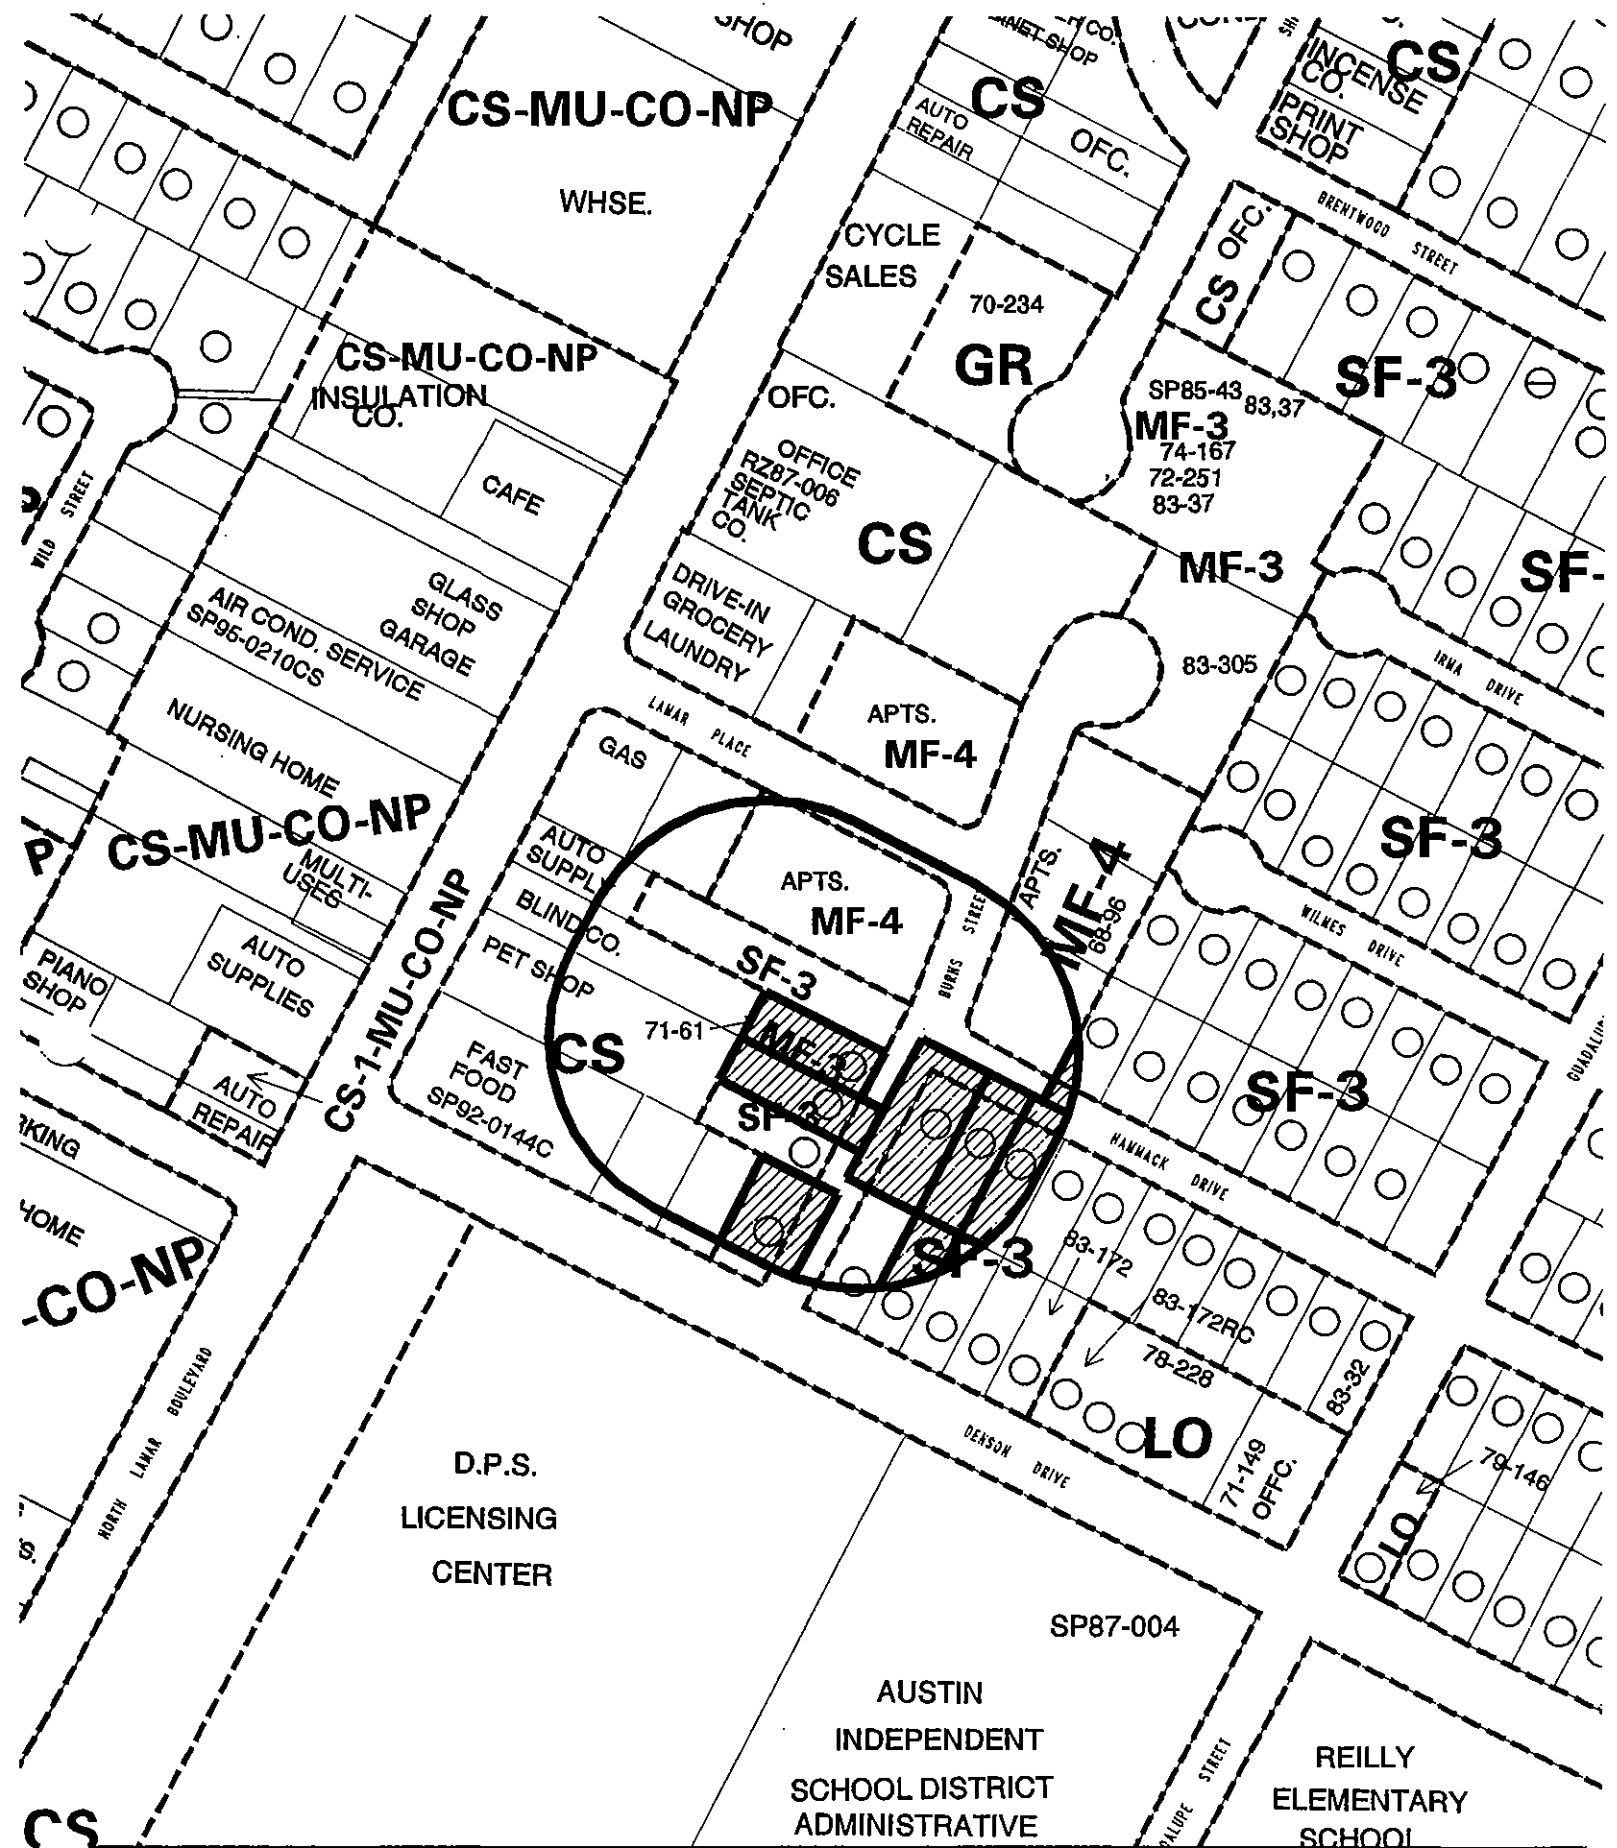 SHOP
CO.
CABINET SHOP
CS
INCENSE
CO.
PRINT
SHOP
CS-MU-CO-NP
CS
AUTO
REPAIR
OFC.
WHSE.
BRENTWOOD STREET
CYCLE
SALES
OFC.
CS
70-234
GR
CS-MU-CO-NP
INSULATION
CO.
SF-3
SP85-43
83,37
MF-3
74-167
72-251
83-37
OFC.
OFFICE
RZ87-006
SEPTIC
TANK
CO.
CAFE
WILD STREET
CS
MF-3
SF-
DRIVE-IN
GROCERY
LAUNDRY
GLASS
SHOP
GARAGE
AIR COND. SERVICE
SP95-0210CS
83-305
IRMA DRIVE
NURSING HOME
LAMAR PLACE
APTS.
MF-4
GAS
CS-MU-CO-NP
P
MULTI-
USES
AUTO
SUPPLY
APTS.
MF-4
APTS.
MF-4
68-96
SF-3
BLIND CO.
PET SHOP
BURNS STREET
WILMES DRIVE
PIANO
SHOP
AUTO
SUPPLIES
CS-1-MU-CO-NP
SF-3
71-61
MF-3
CS
FAST
FOOD
SP92-0144C
SF-3
SF-3
AUTO
REPAIR
HAMMACK DRIVE
HOME
-CO-NP
SF-3
83-172
83-172RC
78-228
83-32
NORTH LAMAR BOULEVARD
DENSON DRIVE
LO
71-149
OFFC.
79-146
LO
D.P.S.
LICENSING
CENTER
SP87-004
AUSTIN
INDEPENDENT
SCHOOL DISTRICT
ADMINISTRATIVE
STREET
REILLY
ELEMENTARY
SCHOOL
CS